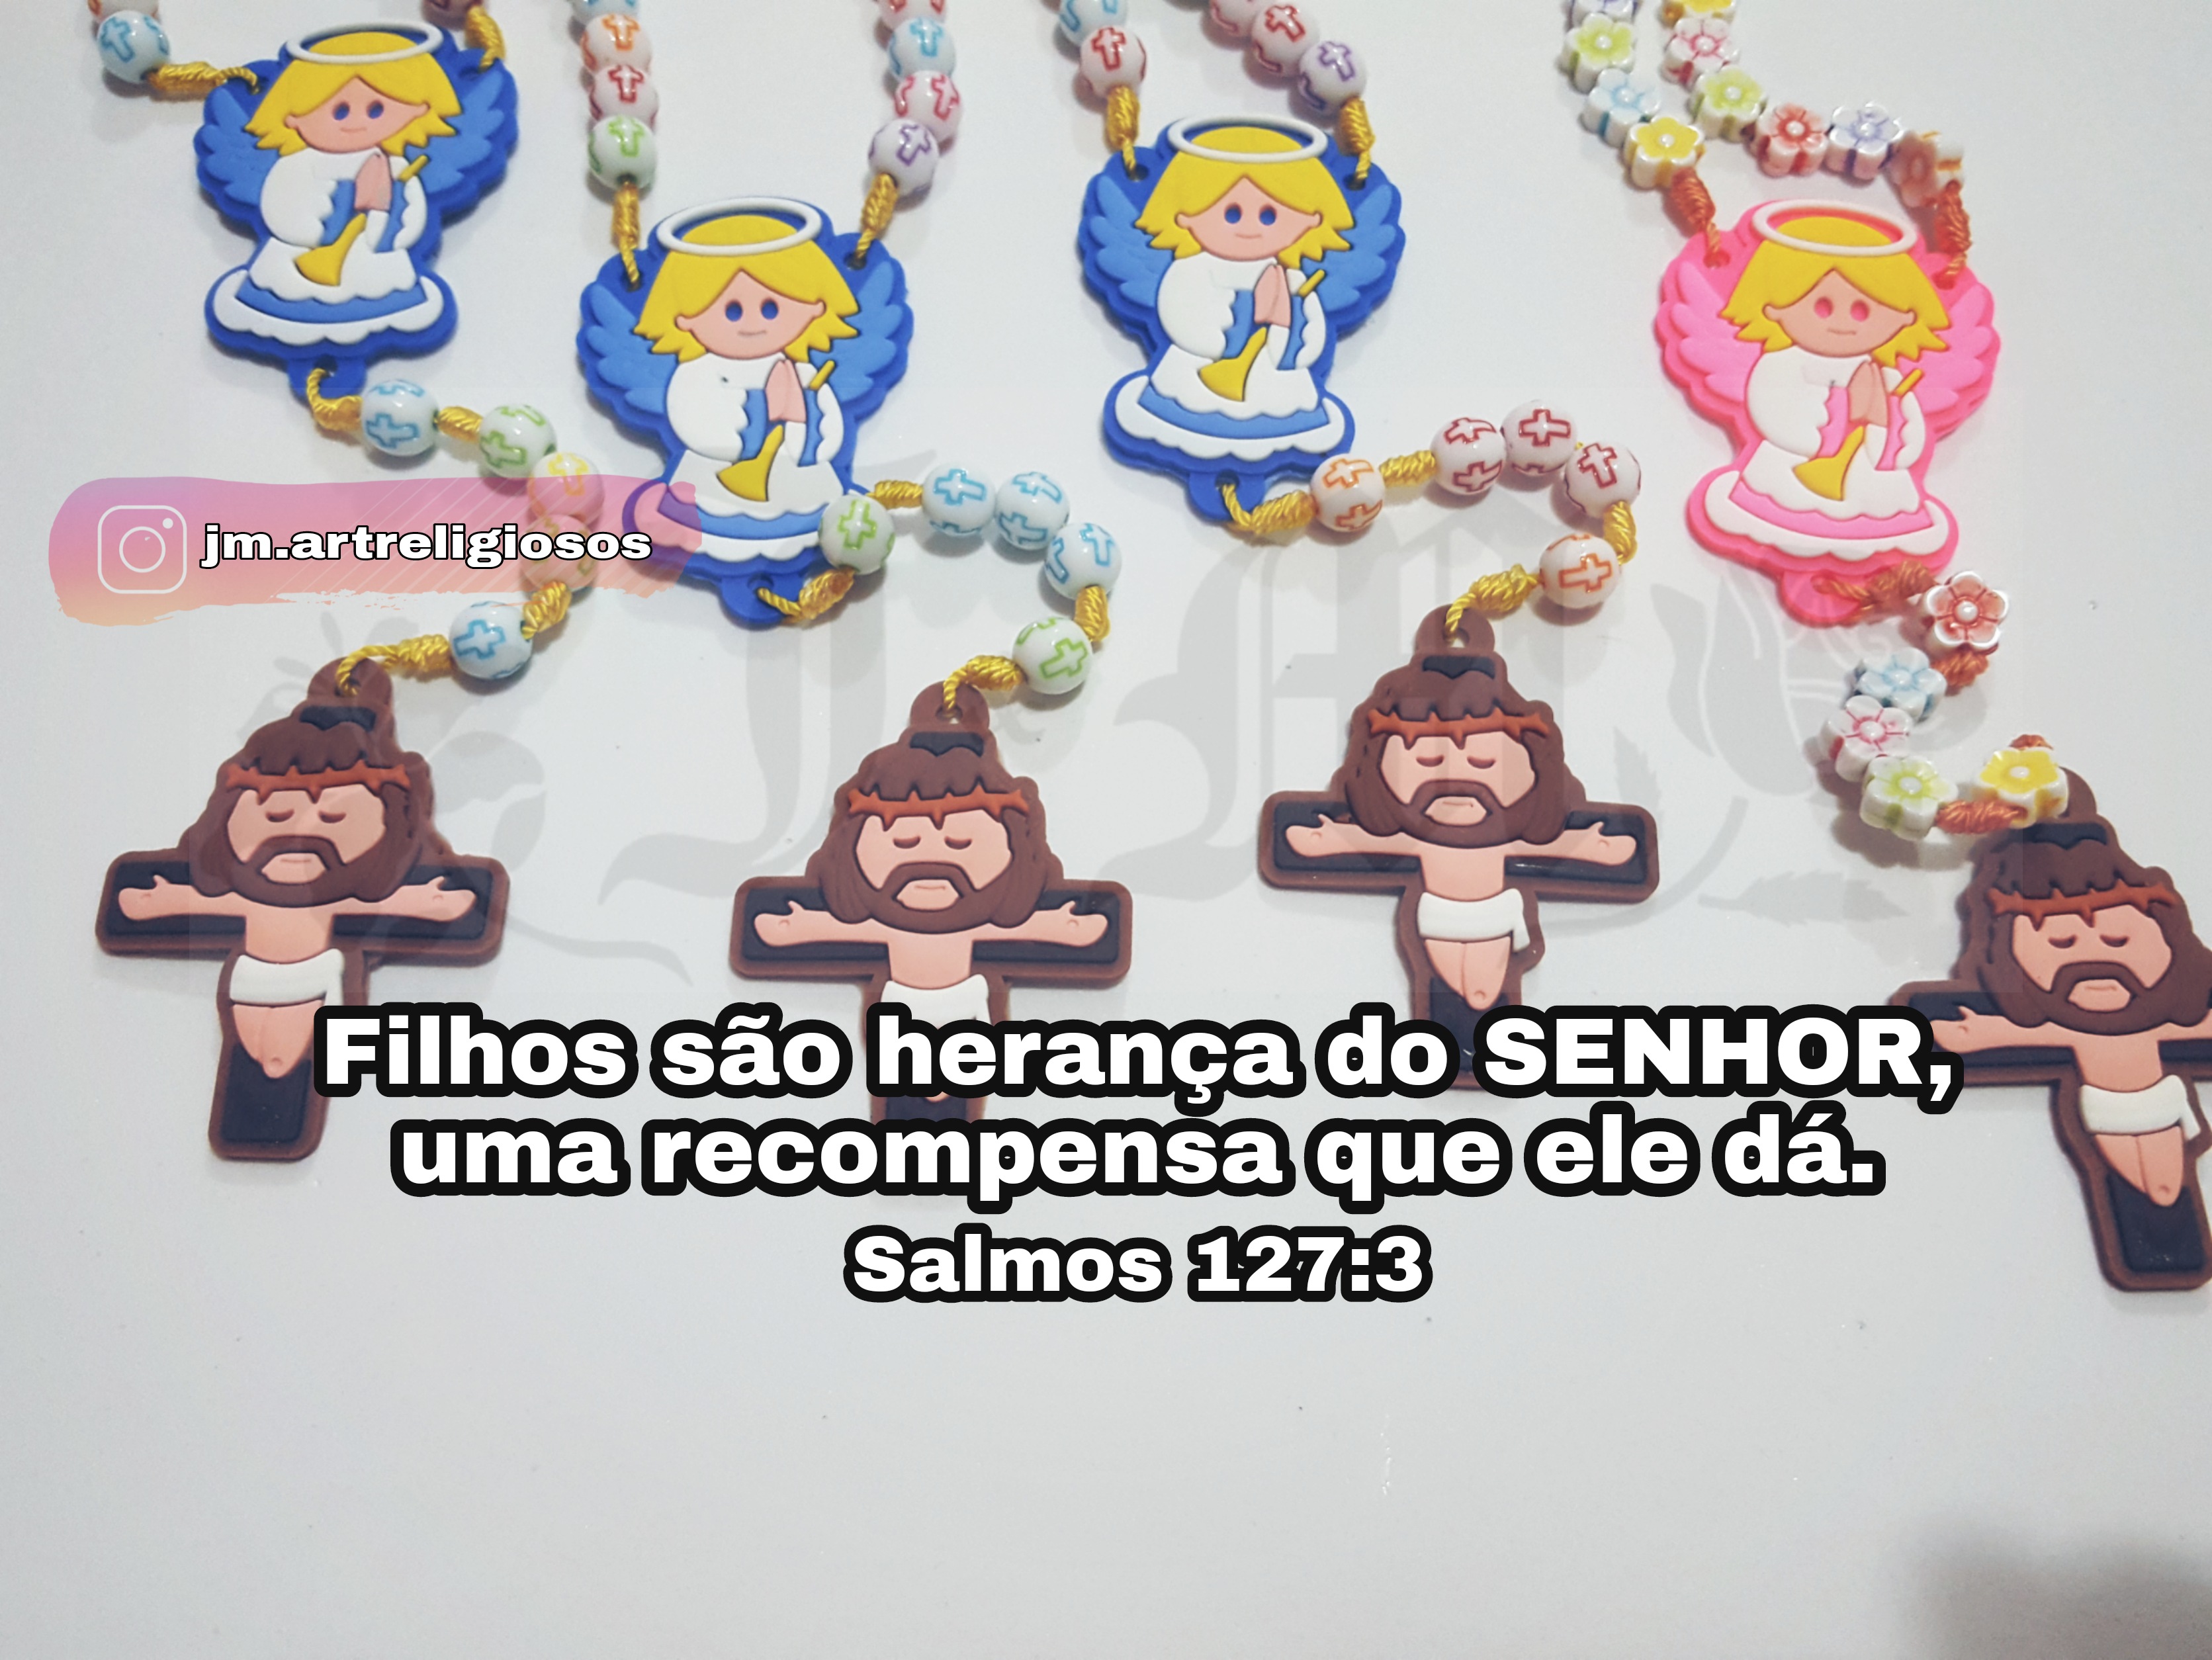 jm.artreligiosos
Filhos são herança do SENHOR,
uma recompensa que ele dá.
Salmos 127:3